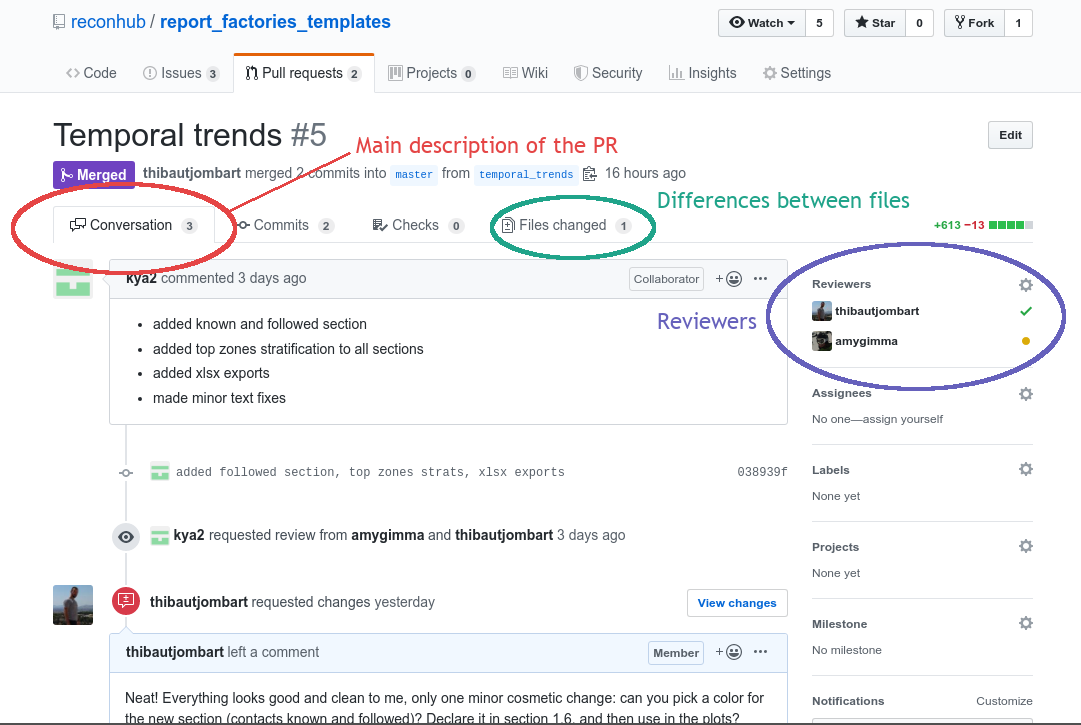 reconhub / report_factories_templates
Watch 5 Star 0 Fork 1
Code Issues 3 Pull requests 2 Projects 0 Wiki Security Insights Settings
Temporal trends #5
Edit
Main description of the PR
Merged thibautjombart merged 2 commits into master from temporal_trends 16 hours ago
Differences between files
Conversation 3 Commits 2 Checks 0 Files changed 1
+613 −13
kya2 commented 3 days ago Collaborator
added known and followed section
added top zones stratification to all sections
added xlsx exports
made minor text fixes
Reviewers
Reviewers
thibautjombart
amygimma
Assignees
No one—assign yourself
added followed section, top zones strats, xlsx exports 038939f
Labels
None yet
kya2 requested review from amygimma and thibautjombart 3 days ago
Projects
None yet
thibautjombart requested changes yesterday View changes
Milestone
No milestone
thibautjombart left a comment Member
Notifications Customize
Neat! Everything looks good and clean to me, only one minor cosmetic change: can you pick a color for
the new section (contacts known and followed)? Declare it in section 1.6, and then use in the plots?